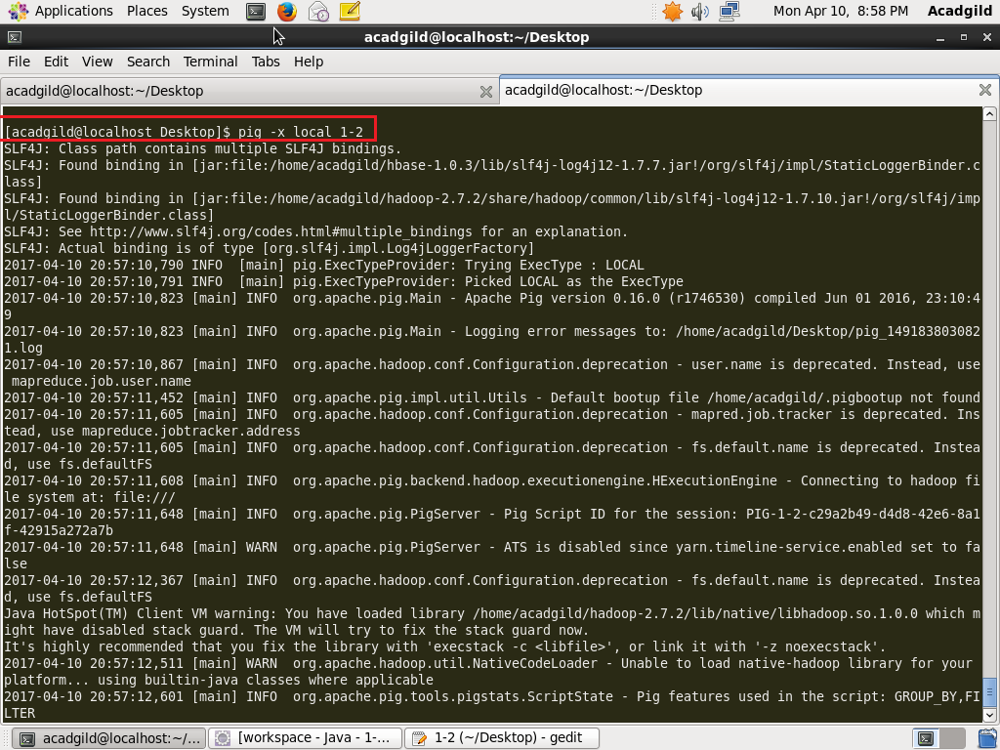 Applications Places System Mon Apr 10, 8:58 PM Acadgild
acadgild@localhost:~/Desktop
File Edit View Search Terminal Tabs Help
acadgild@localhost:~/Desktop acadgild@localhost:~/Desktop
[acadgild@localhost Desktop]$ pig -x local 1-2
SLF4J: Class path contains multiple SLF4J bindings.
SLF4J: Found binding in [jar:file:/home/acadgild/hbase-1.0.3/lib/slf4j-log4j12-1.7.7.jar!/org/slf4j/impl/StaticLoggerBinder.c
lass]
SLF4J: Found binding in [jar:file:/home/acadgild/hadoop-2.7.2/share/hadoop/common/lib/slf4j-log4j12-1.7.10.jar!/org/slf4j/imp
l/StaticLoggerBinder.class]
SLF4J: See http://www.slf4j.org/codes.html#multiple_bindings for an explanation.
SLF4J: Actual binding is of type [org.slf4j.impl.Log4jLoggerFactory]
2017-04-10 20:57:10,790 INFO  [main] pig.ExecTypeProvider: Trying ExecType : LOCAL
2017-04-10 20:57:10,791 INFO  [main] pig.ExecTypeProvider: Picked LOCAL as the ExecType
2017-04-10 20:57:10,823 [main] INFO  org.apache.pig.Main - Apache Pig version 0.16.0 (r1746530) compiled Jun 01 2016, 23:10:4
9
2017-04-10 20:57:10,823 [main] INFO  org.apache.pig.Main - Logging error messages to: /home/acadgild/Desktop/pig_149183803082
1.log
2017-04-10 20:57:10,867 [main] INFO  org.apache.hadoop.conf.Configuration.deprecation - user.name is deprecated. Instead, use
 mapreduce.job.user.name
2017-04-10 20:57:11,452 [main] INFO  org.apache.pig.impl.util.Utils - Default bootup file /home/acadgild/.pigbootup not found
2017-04-10 20:57:11,605 [main] INFO  org.apache.hadoop.conf.Configuration.deprecation - mapred.job.tracker is deprecated. Ins
tead, use mapreduce.jobtracker.address
2017-04-10 20:57:11,605 [main] INFO  org.apache.hadoop.conf.Configuration.deprecation - fs.default.name is deprecated. Instea
d, use fs.defaultFS
2017-04-10 20:57:11,608 [main] INFO  org.apache.pig.backend.hadoop.executionengine.HExecutionEngine - Connecting to hadoop fi
le system at: file:///
2017-04-10 20:57:11,648 [main] INFO  org.apache.pig.PigServer - Pig Script ID for the session: PIG-1-2-c29a2b49-d4d8-42e6-8a1
f-42915a272a7b
2017-04-10 20:57:11,648 [main] WARN  org.apache.pig.PigServer - ATS is disabled since yarn.timeline-service.enabled set to fa
lse
2017-04-10 20:57:12,367 [main] INFO  org.apache.hadoop.conf.Configuration.deprecation - fs.default.name is deprecated. Instea
d, use fs.defaultFS
Java HotSpot(TM) Client VM warning: You have loaded library /home/acadgild/hadoop-2.7.2/lib/native/libhadoop.so.1.0.0 which m
ight have disabled stack guard. The VM will try to fix the stack guard now.
It's highly recommended that you fix the library with 'execstack -c <libfile>', or link it with '-z noexecstack'.
2017-04-10 20:57:12,511 [main] WARN  org.apache.hadoop.util.NativeCodeLoader - Unable to load native-hadoop library for your
platform... using builtin-java classes where applicable
2017-04-10 20:57:12,601 [main] INFO  org.apache.pig.tools.pigstats.ScriptState - Pig features used in the script: GROUP_BY,FI
LTER
acadgild@localhost:~/... [workspace - Java - 1-... 1-2 (~/Desktop) - gedit